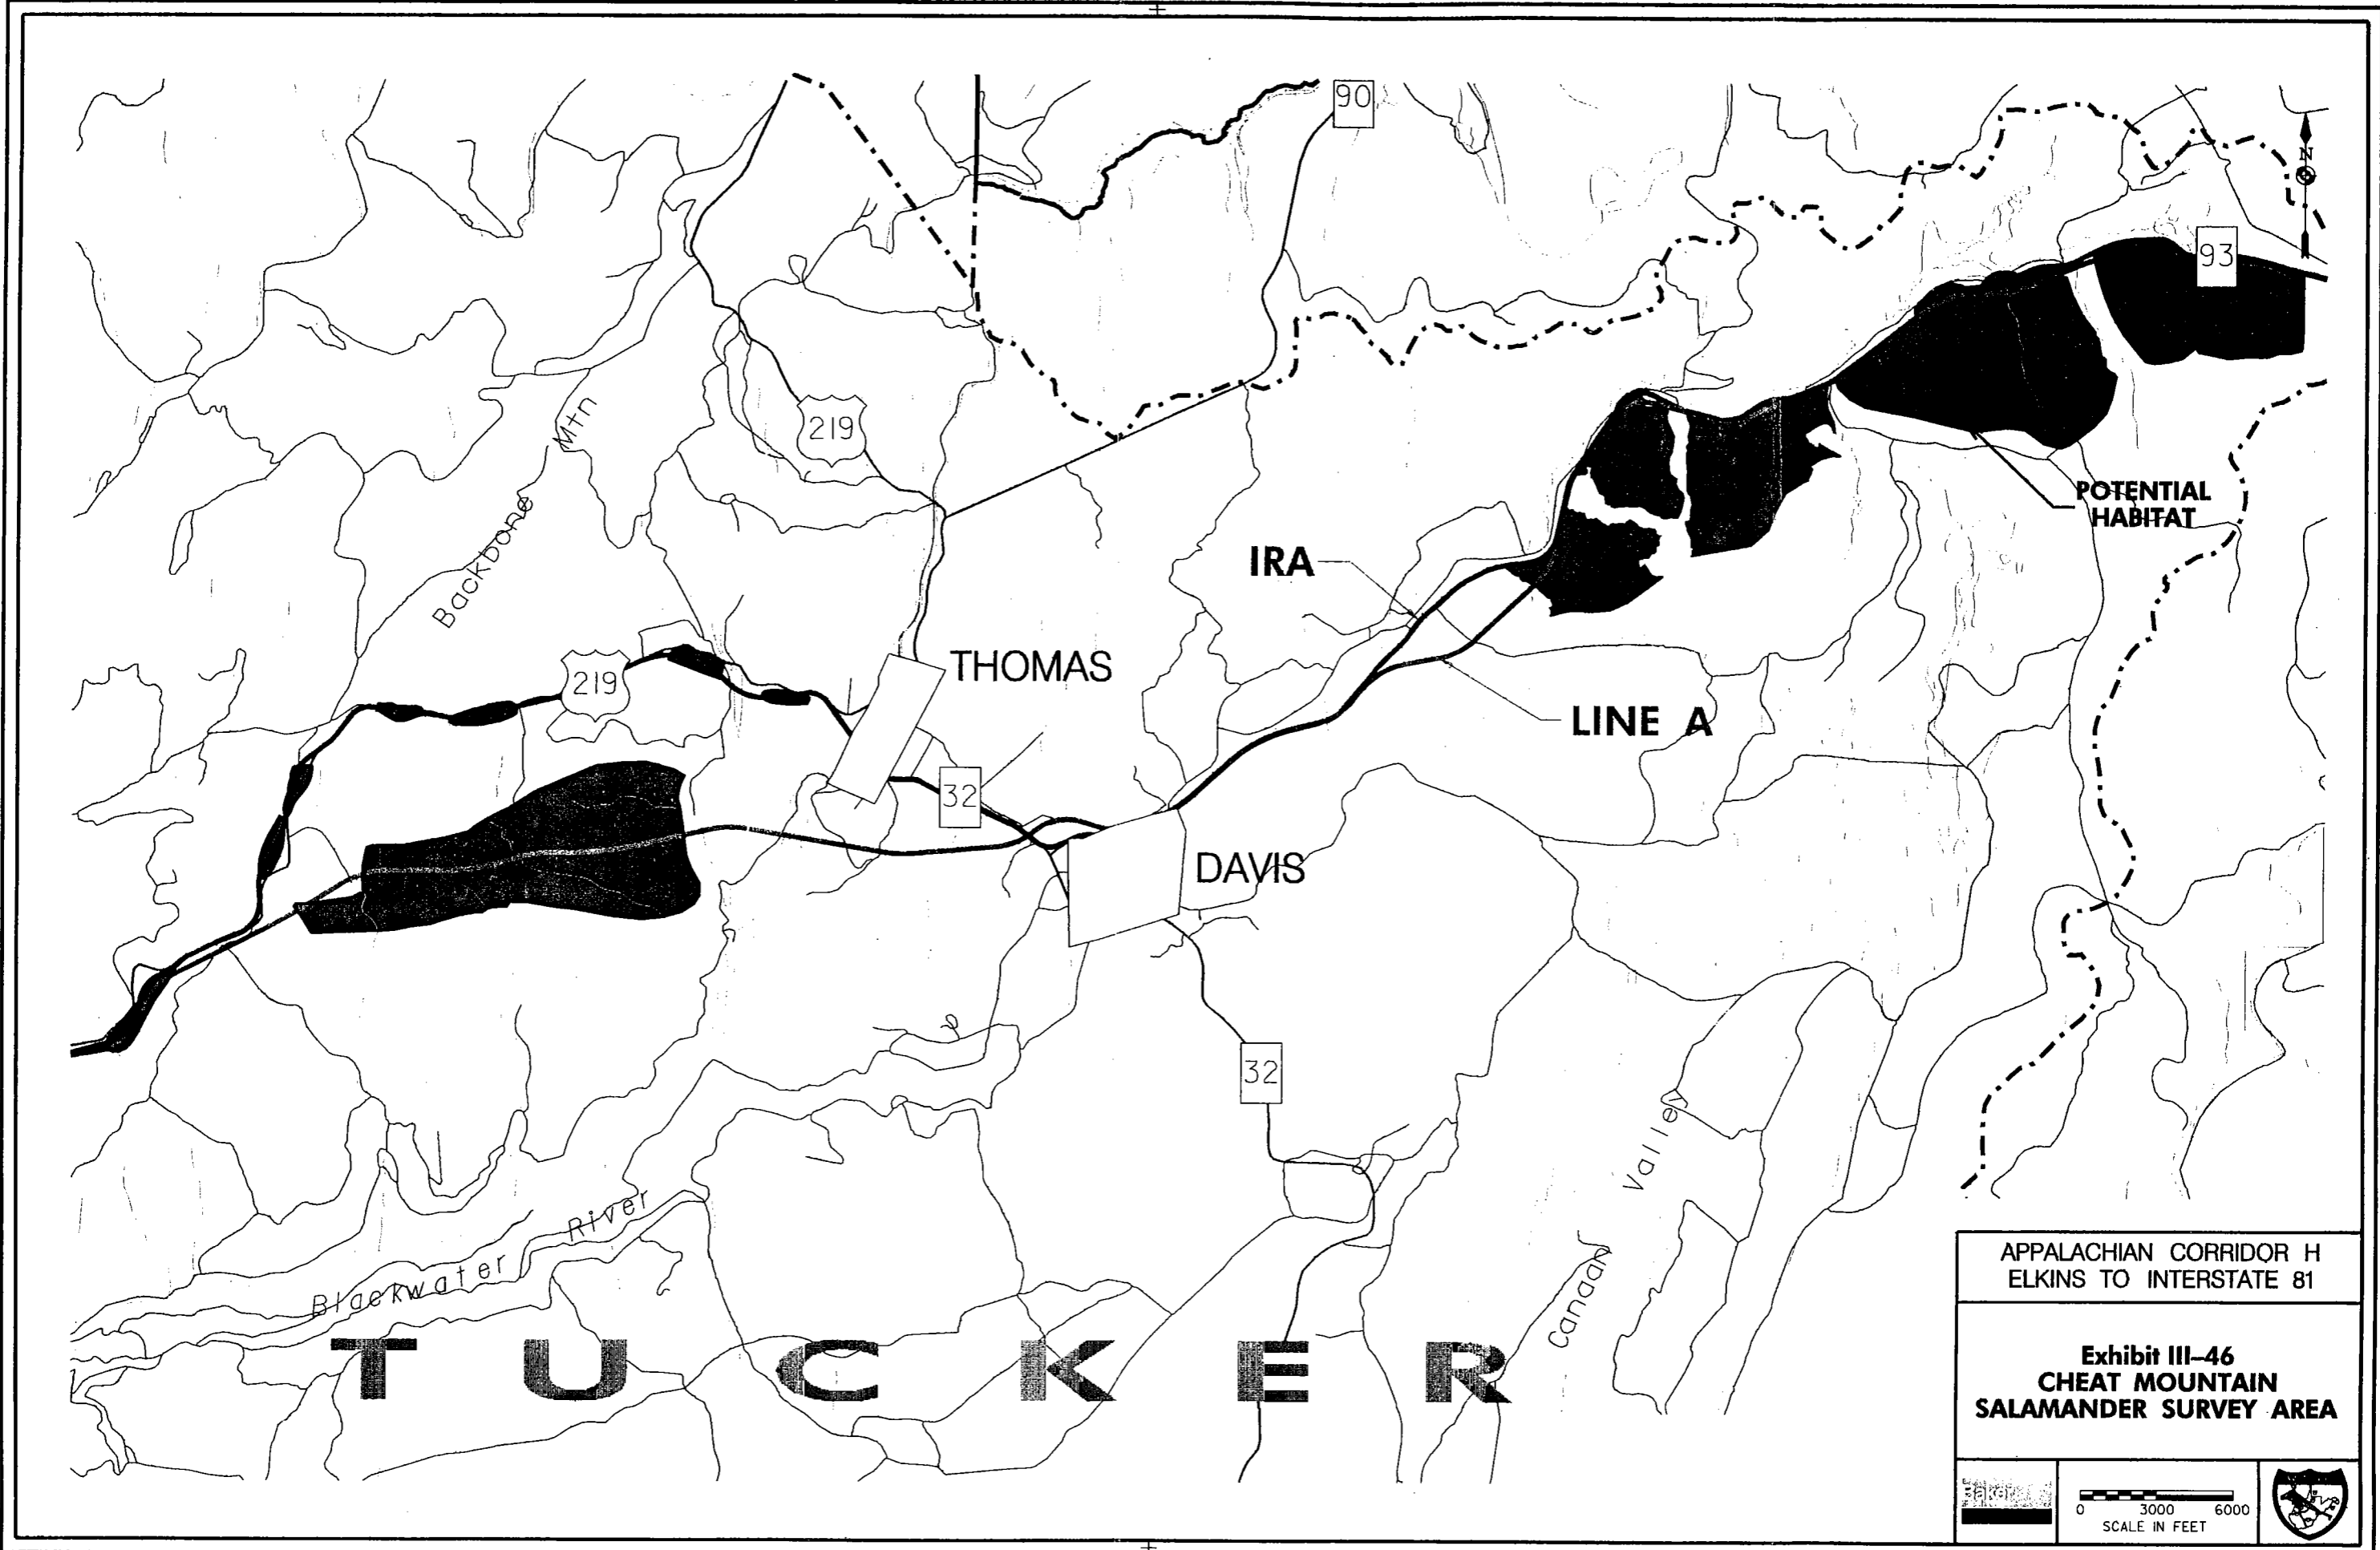 90
N
93
219
Backbone Mtn
POTENTIAL
HABITAT
IRA
THOMAS
219
LINE A
32
DAVIS
32
Canaan Valley
Blackwater River
TUCKER
APPALACHIAN CORRIDOR H
ELKINS TO INTERSTATE 81
Exhibit III–46
CHEAT MOUNTAIN
SALAMANDER SURVEY AREA
Baker
0 3000 6000
SCALE IN FEET